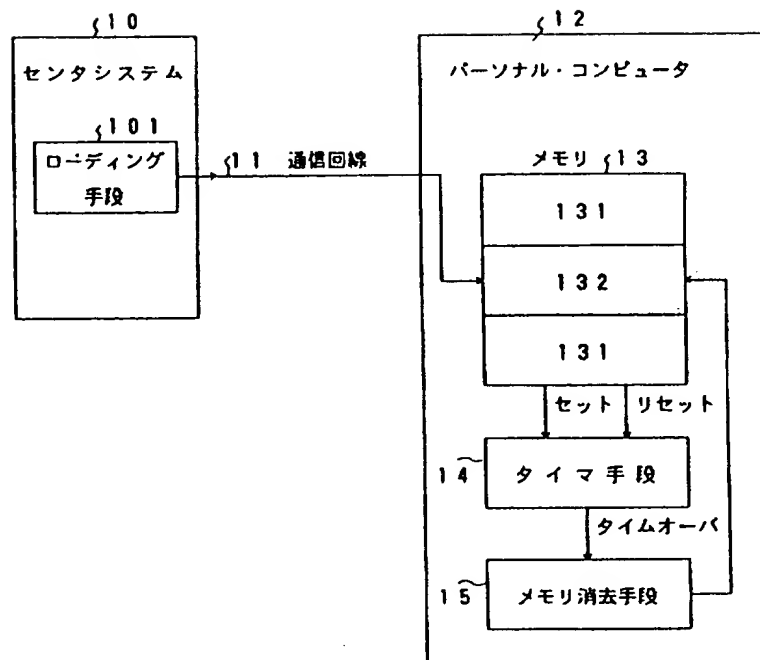 10
センタシステム
101
ローディング
手段
11 通信回線
12
パーソナル・コンピュータ
メモリ 13
131
132
131
セット リセット
14 タイマ手段
タイムオーバ
15 メモリ消去手段